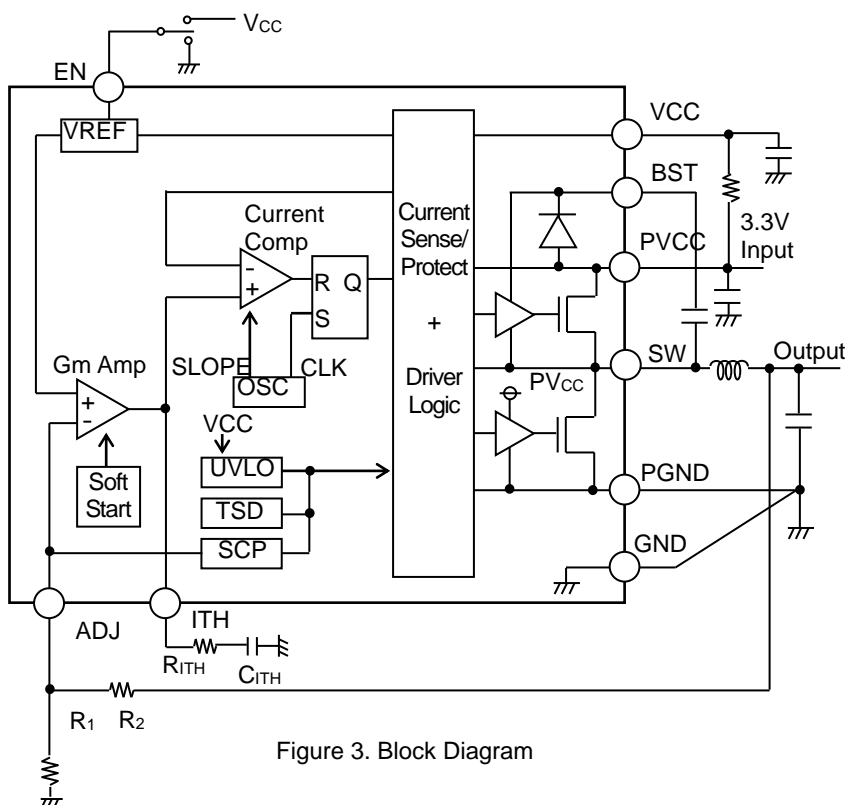 VCC
EN
VREF
VCC
BST
Current
Comp
Current
Sense/
Protect
+
Driver
Logic
PVCC
3.3V
Input
-
+
R Q
S
SLOPE
CLK
OSC
Gm Amp
+
-
SW
Output
PVCC
VCC
UVLO
Soft
Start
TSD
SCP
PGND
GND
ADJ
ITH
RITH
CITH
R1
R2
Figure 3. Block Diagram